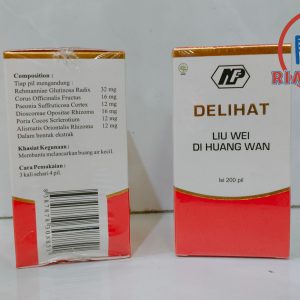 Composition :
Tiap pil mengandung :
Rehmanniae Glutinosa Radix 32 mg
Corus Officinalis Fructus 16 mg
Paeonia Suffruticosa Cortex 12 mg
Dioscoreae Opositae Rhizoma 16 mg
Poria Cocos Sclerotium 12 mg
Alismatis Orientalis Rhizoma 12 mg
Dalam bentuk ekstrak
Khasiat Kegunaan :
Membantu melancarkan buang air kecil.
Cara Pemakaian :
3 kali sehari 4 pil.
NF
DELIHAT
LIU WEI
DI HUANG WAN
Isi 200 pil